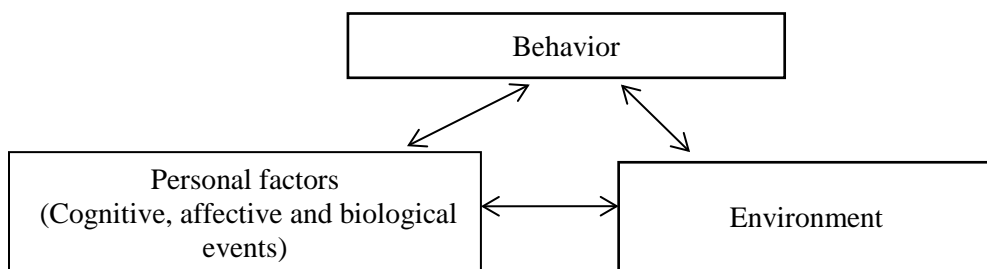 Behavior
Personal factors
(Cognitive, affective and biological
events)
Environment